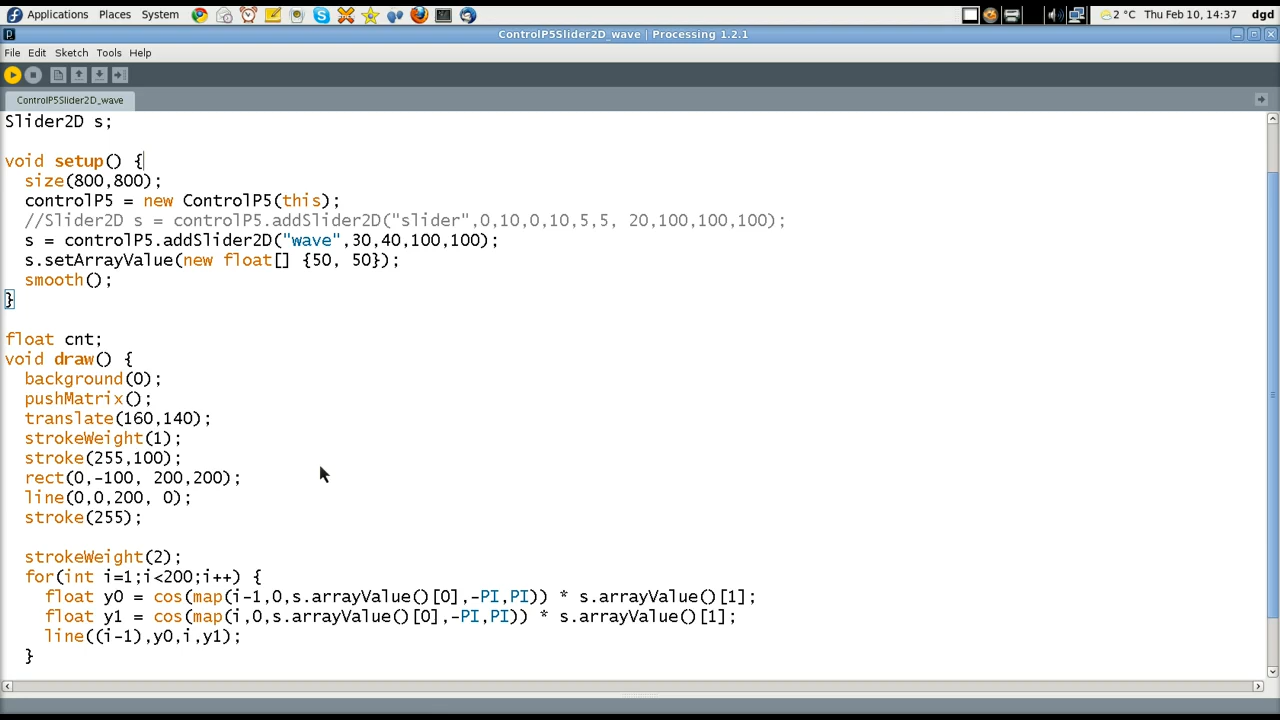 Applications Places System
2 °C Thu Feb 10, 14:37 dgd
ControlP5Slider2D_wave | Processing 1.2.1
File Edit Sketch Tools Help
ControlP5Slider2D_wave
Slider2D s;
void setup() {
size(800,800);
controlP5 = new ControlP5(this);
//Slider2D s = controlP5.addSlider2D("slider",0,10,0,10,5,5, 20,100,100,100);
s = controlP5.addSlider2D("wave",30,40,100,100);
s.setArrayValue(new float[] {50, 50});
smooth();
}
float cnt;
void draw() {
background(0);
pushMatrix();
translate(160,140);
strokeWeight(1);
stroke(255,100);
rect(0,-100, 200,200);
line(0,0,200, 0);
stroke(255);
strokeWeight(2);
for(int i=1;i<200;i++) {
float y0 = cos(map(i-1,0,s.arrayValue()[0],-PI,PI)) * s.arrayValue()[1];
float y1 = cos(map(i,0,s.arrayValue()[0],-PI,PI)) * s.arrayValue()[1];
line((i-1),y0,i,y1);
}